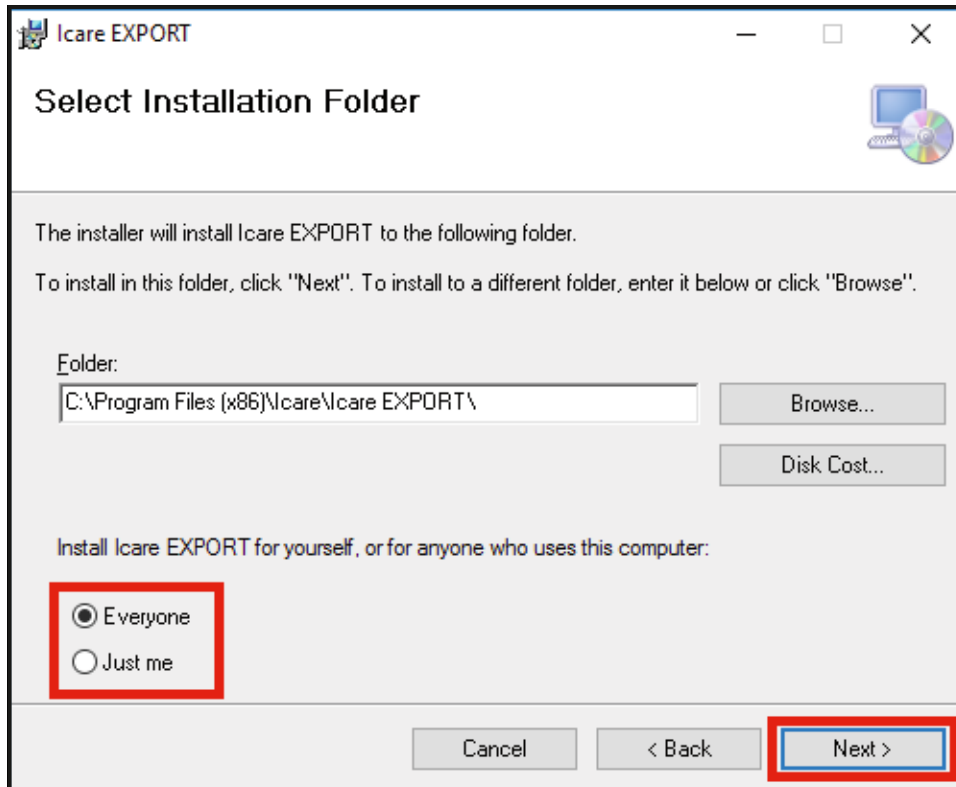 Icare EXPORT
Select Installation Folder
The installer will install Icare EXPORT to the following folder.
To install in this folder, click "Next". To install to a different folder, enter it below or click "Browse".
Folder:
C:\Program Files (x86)\Icare\Icare EXPORT\
Browse...
Disk Cost...
Install Icare EXPORT for yourself, or for anyone who uses this computer:
Everyone
Just me
Cancel
< Back
Next >